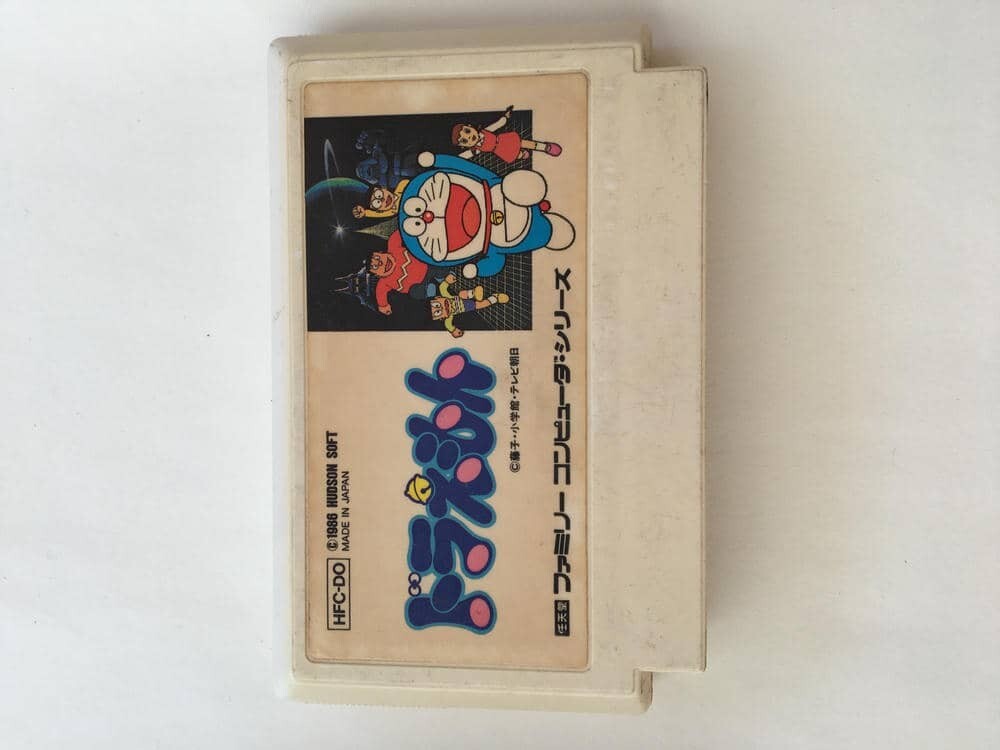 HFC-DO ©1986 HUDSON SOFT
MADE IN JAPAN
ドラえもん
©藤子・小学館・テレビ朝日
任天堂 ファミリー コンピュータ・シリーズ